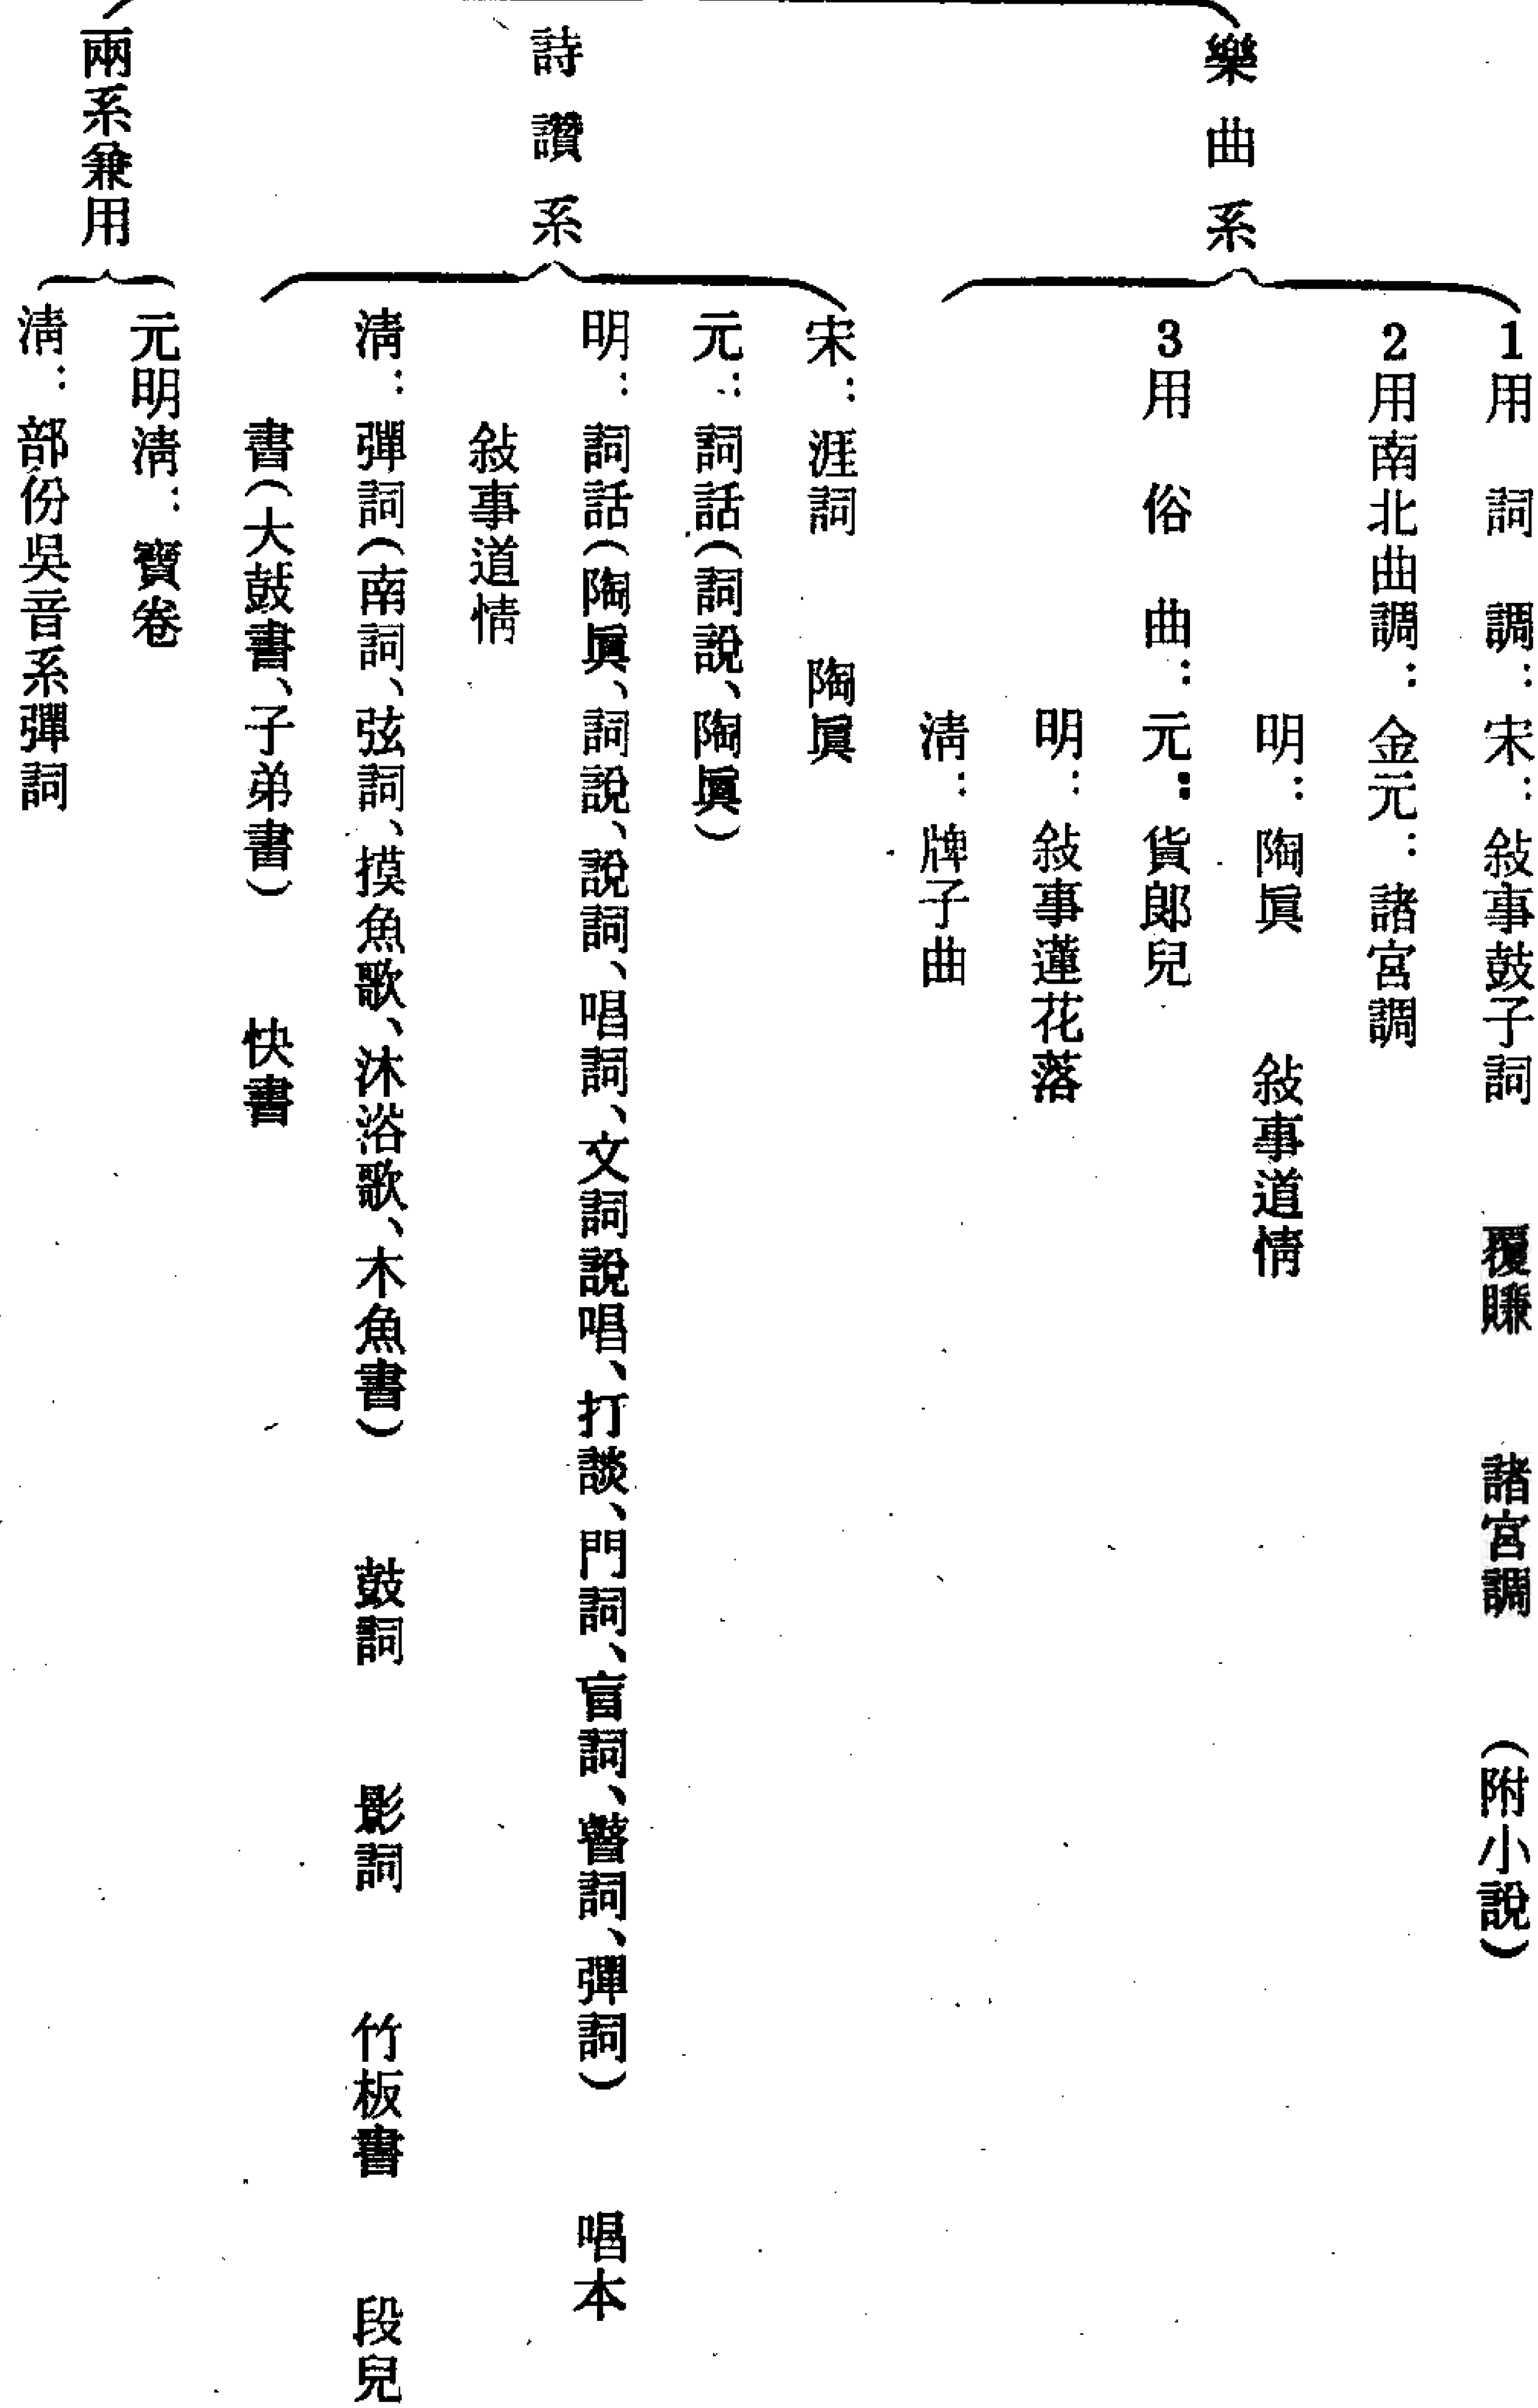 樂曲系
1用詞調：宋：敍事鼓子詞　覆賺　諸宮調　（附小說）
2用南北曲調：金元：諸宮調
明：陶眞　敍事道情
3用俗曲：元：貨郎兒
明：敍事蓮花落
清：牌子曲
詩讚系
宋：涯詞　陶眞
元：詞話（詞說、陶眞）
明：詞話（陶眞、詞說、說詞、唱詞、文詞說唱、打談、門詞、盲詞、瞽詞、彈詞）　唱本
敍事道情
清：彈詞（南詞、弦詞、摸魚歌、沐浴歌、木魚書）　鼓詞　影詞　竹板書　段兒
書（大鼓書、子弟書）　快書
兩系兼用
元明清：寶卷
清：部份吳音系彈詞